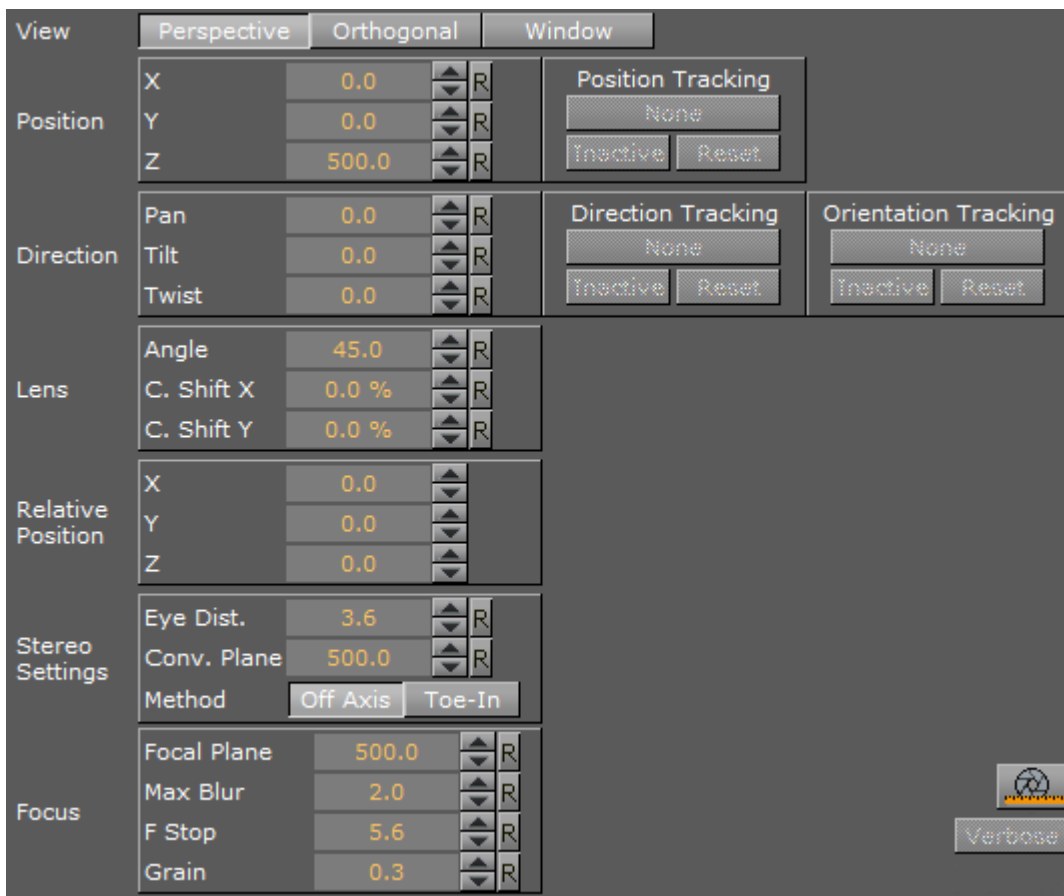 View Perspective Orthogonal Window
Position
X 0.0 R
Y 0.0 R
Z 500.0 R
Position Tracking
None
Inactive Reset
Direction
Pan 0.0 R
Tilt 0.0 R
Twist 0.0 R
Direction Tracking
None
Inactive Reset
Orientation Tracking
None
Inactive Reset
Lens
Angle 45.0 R
C. Shift X 0.0 % R
C. Shift Y 0.0 % R
Relative
Position
X 0.0
Y 0.0
Z 0.0
Stereo
Settings
Eye Dist. 3.6 R
Conv. Plane 500.0 R
Method Off Axis Toe-In
Focus
Focal Plane 500.0 R
Max Blur 2.0 R
F Stop 5.6 R
Grain 0.3 R
Verbose